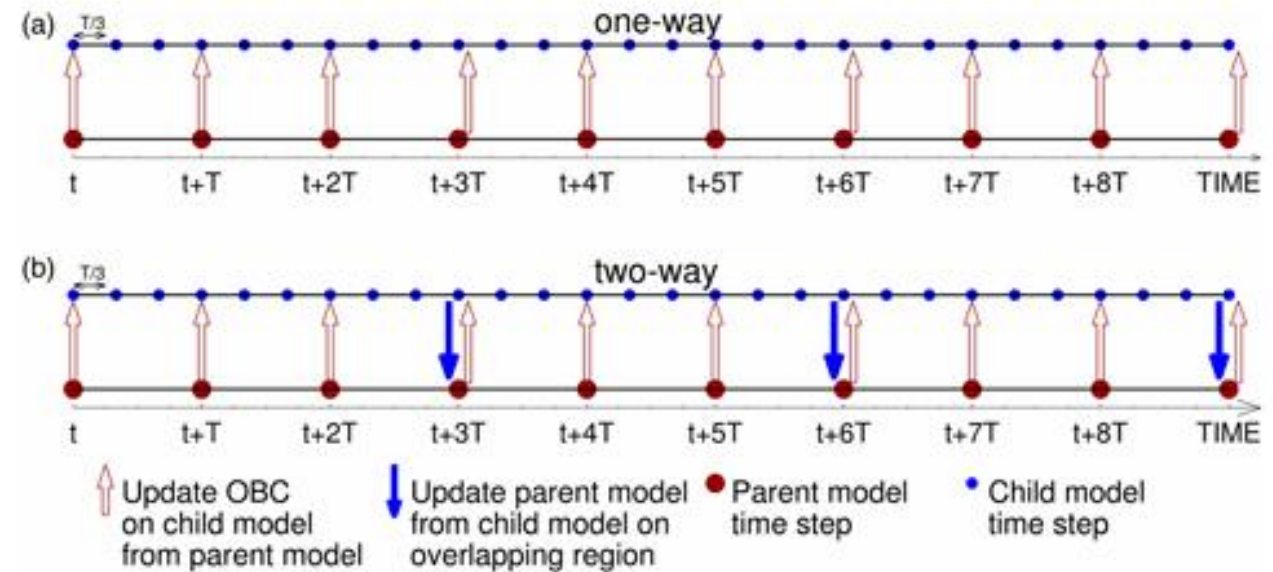 (a) T/3 one-way
t t+T t+2T t+3T t+4T t+5T t+6T t+7T t+8T TIME
(b) T/3 two-way
t t+T t+2T t+3T t+4T t+5T t+6T t+7T t+8T TIME
Update OBC
on child model
from parent model
Update parent model
from child model on
overlapping region
Parent model
time step
Child model
time step